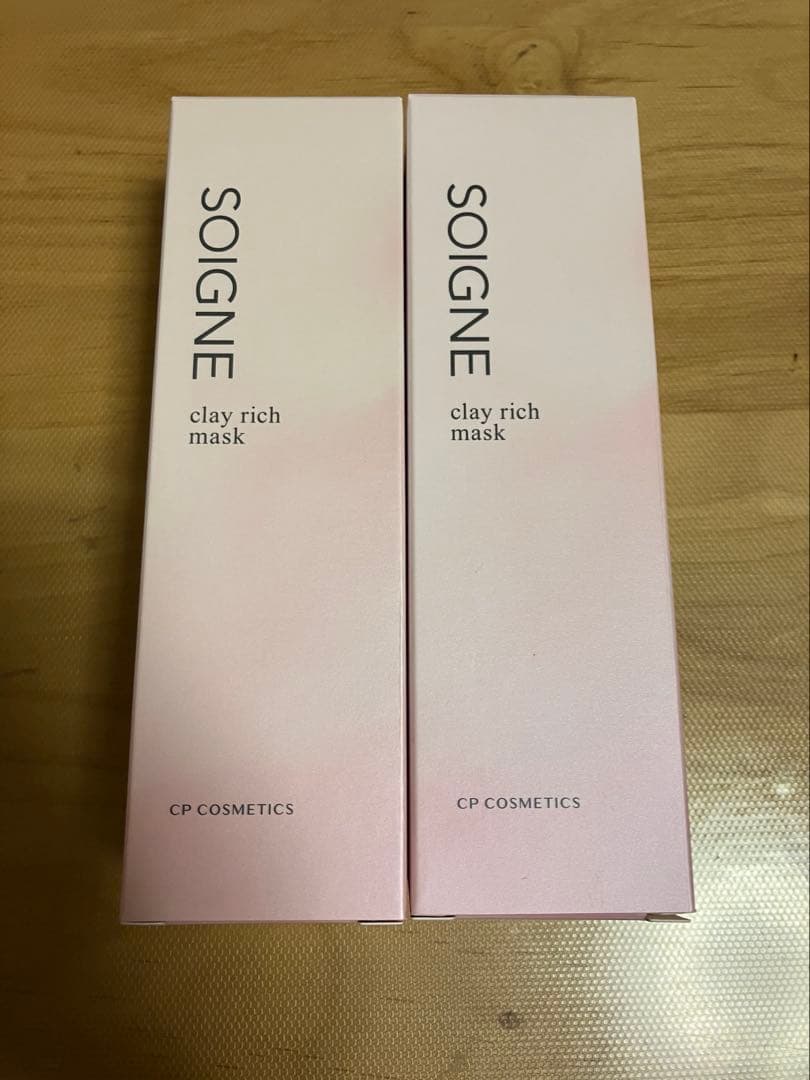 SOIGNE
clay rich
mask
CP COSMETICS
SOIGNE
clay rich
mask
CP COSMETICS